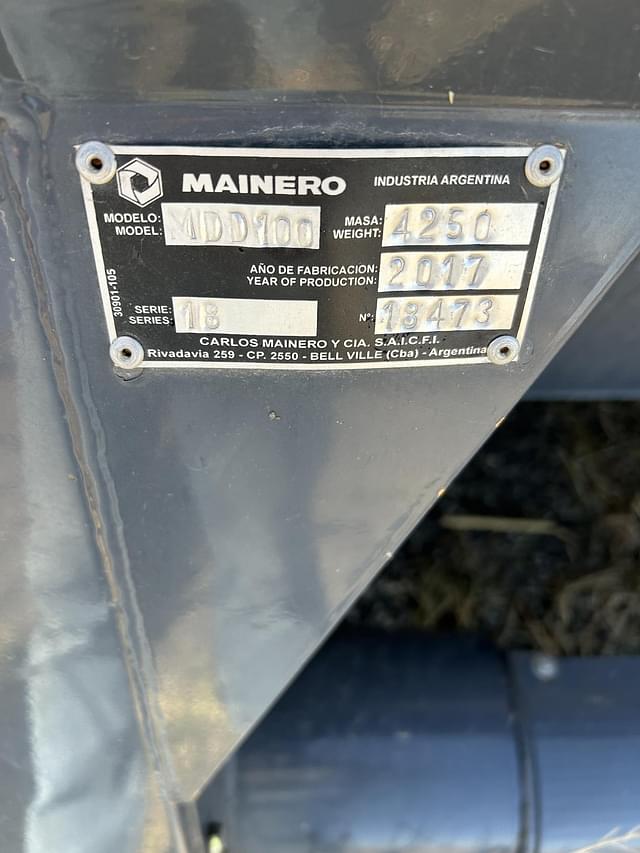 MAINERO INDUSTRIA ARGENTINA
MODELO:
MODEL: MDD100
MASA:
WEIGHT: 4250
AÑO DE FABRICACION:
YEAR OF PRODUCTION: 2017
30901-105
SERIE:
SERIES: 18
Nº: 18473
CARLOS MAINERO Y CIA. S.A.I.C.F.I.
Rivadavia 259 - CP. 2550 - BELL VILLE (Cba) - Argentina